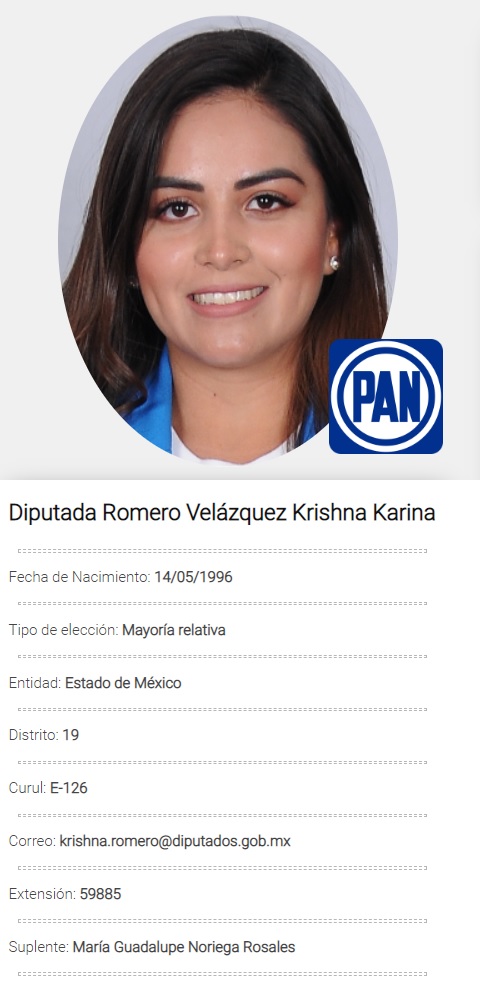 PAN
Diputada Romero Velázquez Krishna Karina
Fecha de Nacimiento: 14/05/1996
Tipo de elección: Mayoría relativa
Entidad: Estado de México
Distrito: 19
Curul: E-126
Correo: krishna.romero@diputados.gob.mx
Extensión: 59885
Suplente: María Guadalupe Noriega Rosales